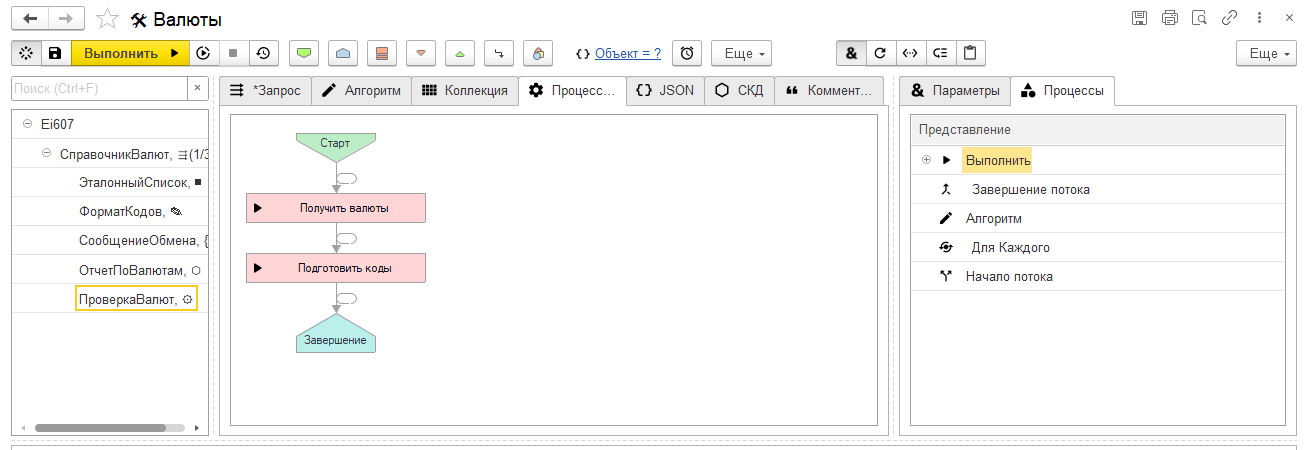 Валюты
Выполнить
Объект = ?
Еще
Еще
Поиск (Ctrl+F)
×
*Запрос
Алгоритм
Коллекция
Процесс...
JSON
СКД
Коммент...
Параметры
Процессы
Ei607
СправочникВалют, (1/3
ЭталонныйСписок,
ФорматКодов,
СообщениеОбмена, {
ОтчетПоВалютам,
ПроверкаВалют,
Старт
Получить валюты
Подготовить коды
Завершение
Представление
Выполнить
Завершение потока
Алгоритм
Для Каждого
Начало потока